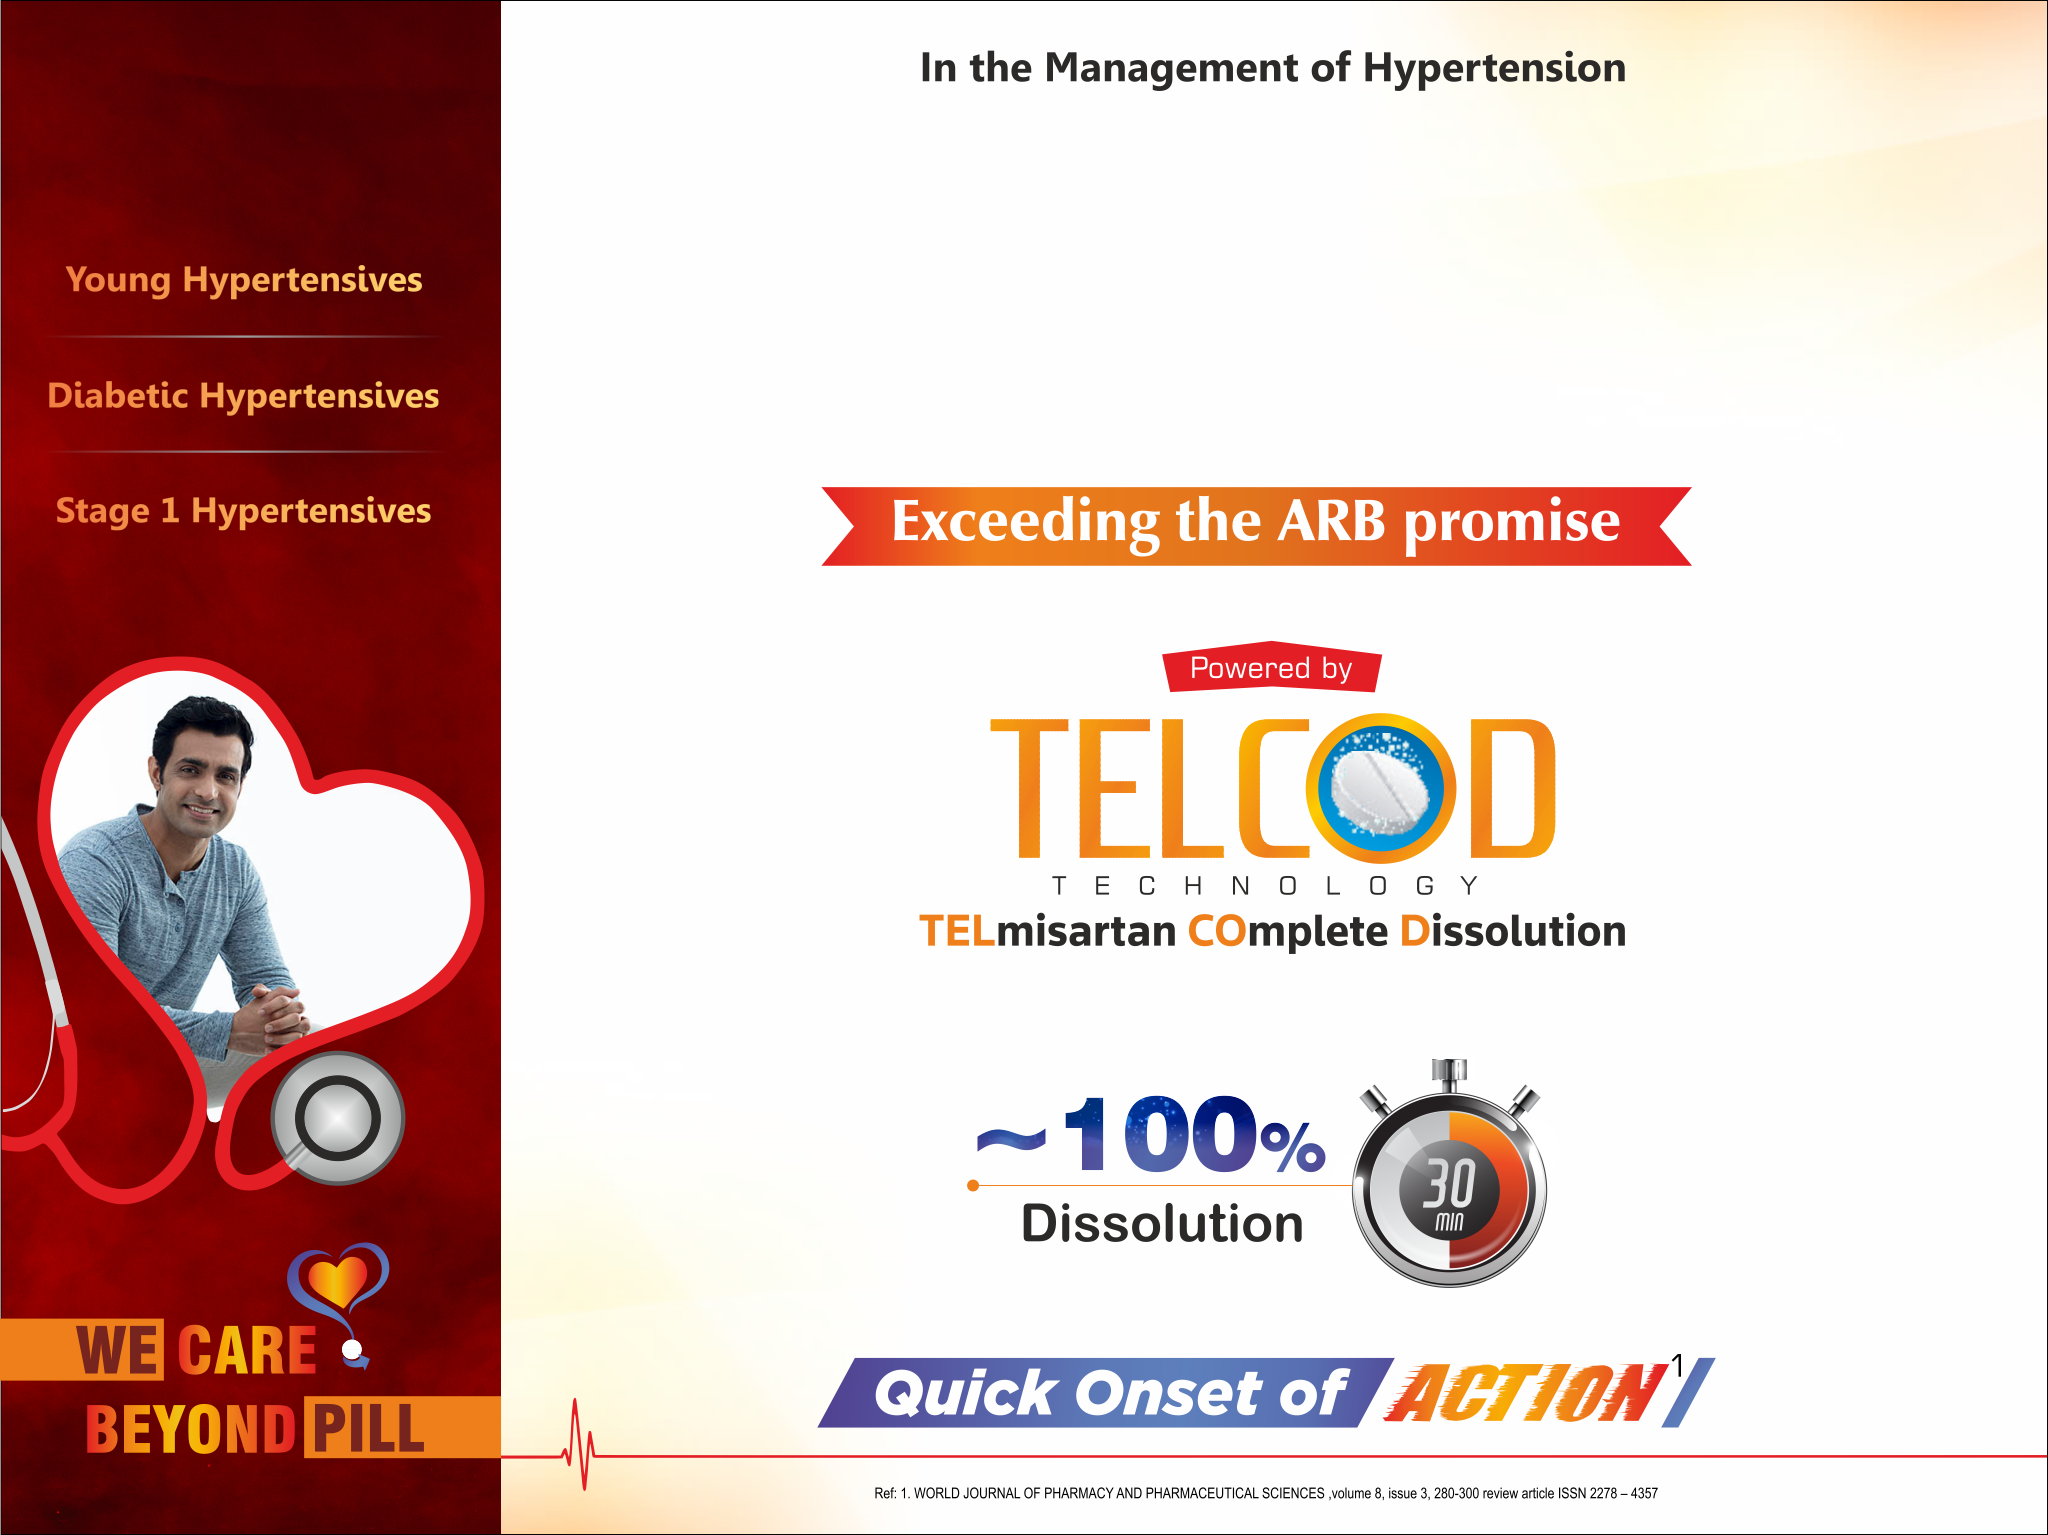 In the Management of Hypertension
Young Hypertensives
Diabetic Hypertensives
Stage 1 Hypertensives
WE CARE
BEYOND PILL
Exceeding the ARB promise
Powered by
TELCOD
TECHNOLOGY
TELmisartan COmplete Dissolution
~100%
Dissolution
30
MIN
Quick Onset of ACTION1
Ref: 1. WORLD JOURNAL OF PHARMACY AND PHARMACEUTICAL SCIENCES ,volume 8, issue 3, 280-300 review article ISSN 2278 – 4357